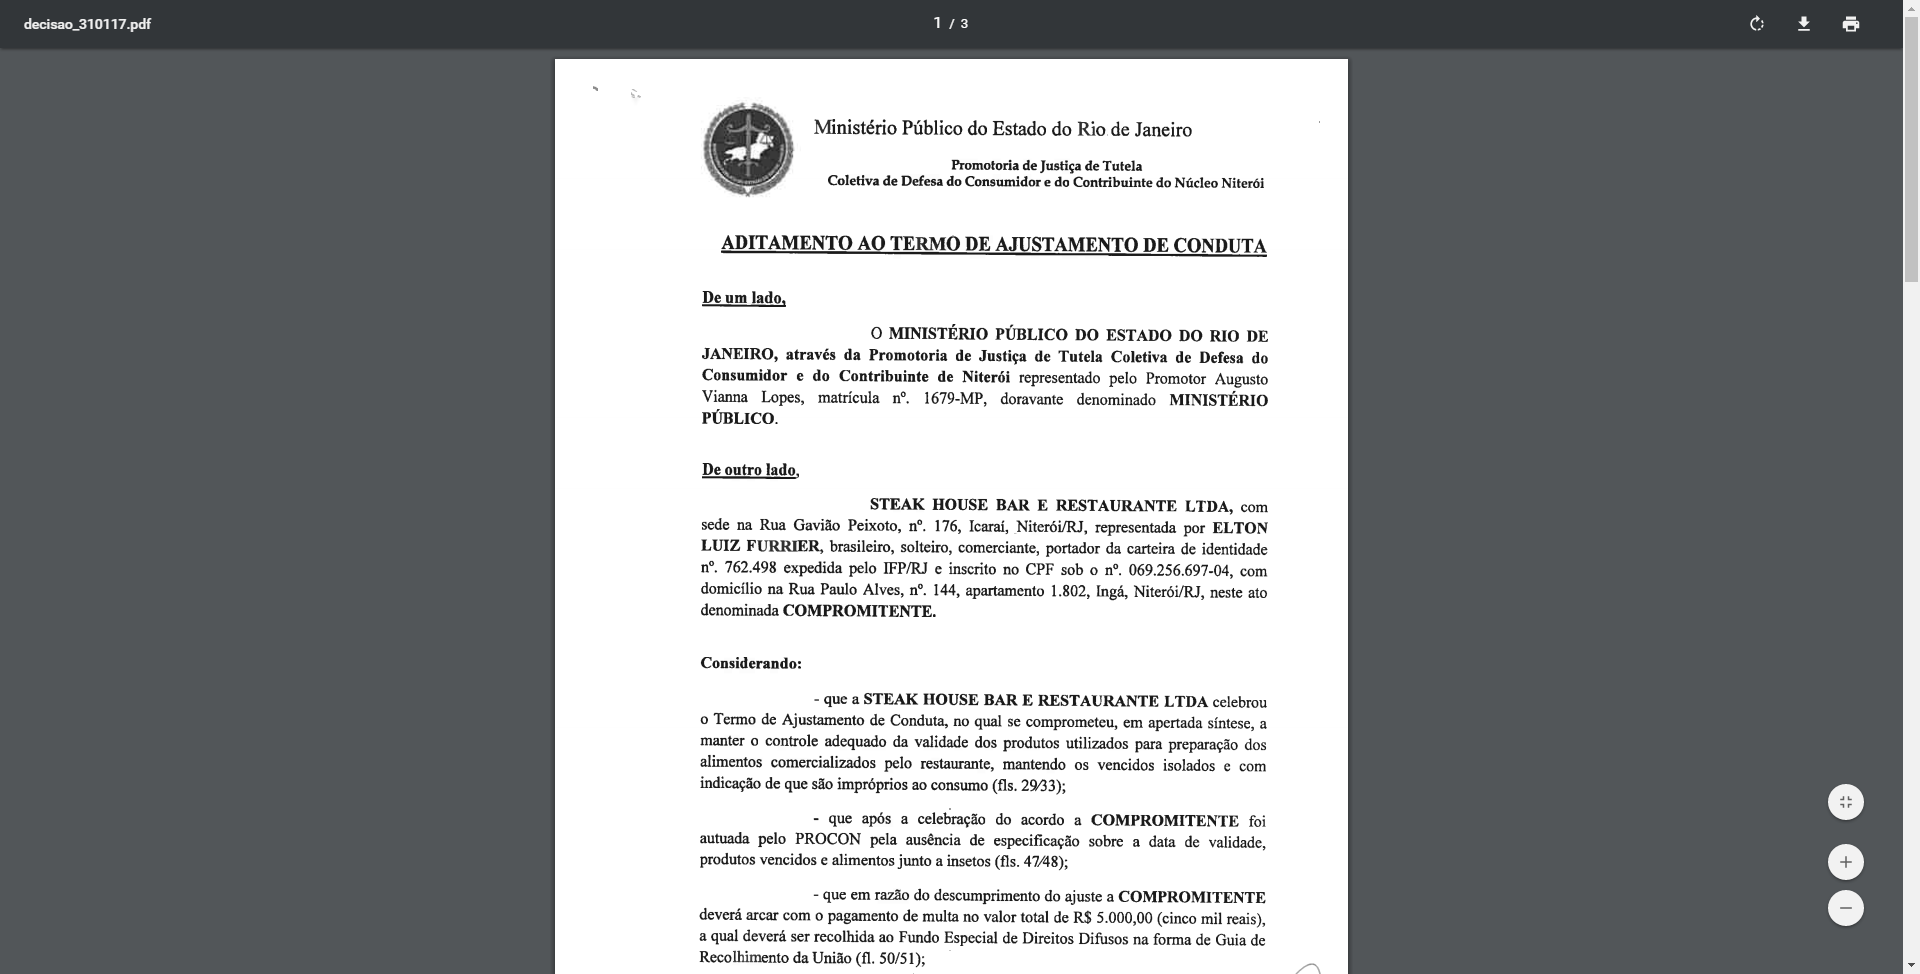 decisao_310117.pdf
1 / 3
Ministério Público do Estado do Rio de Janeiro
Promotoria de Justiça de Tutela
Coletiva de Defesa do Consumidor e do Contribuinte do Núcleo Niterói
ADITAMENTO AO TERMO DE AJUSTAMENTO DE CONDUTA
De um lado,
O MINISTÉRIO PÚBLICO DO ESTADO DO RIO DE
JANEIRO, através da Promotoria de Justiça de Tutela Coletiva de Defesa do
Consumidor e do Contribuinte de Niterói representado pelo Promotor Augusto
Vianna Lopes, matrícula nº. 1679-MP, doravante denominado MINISTÉRIO
PÚBLICO.
De outro lado,
STEAK HOUSE BAR E RESTAURANTE LTDA, com
sede na Rua Gavião Peixoto, nº. 176, Icaraí, Niterói/RJ, representada por ELTON
LUIZ FURRIER, brasileiro, solteiro, comerciante, portador da carteira de identidade
nº. 762.498 expedida pelo IFP/RJ e inscrito no CPF sob o nº. 069.256.697-04, com
domicílio na Rua Paulo Alves, nº. 144, apartamento 1.802, Ingá, Niterói/RJ, neste ato
denominada COMPROMITENTE.
Considerando:
- que a STEAK HOUSE BAR E RESTAURANTE LTDA celebrou
o Termo de Ajustamento de Conduta, no qual se comprometeu, em apertada síntese, a
manter o controle adequado da validade dos produtos utilizados para preparação dos
alimentos comercializados pelo restaurante, mantendo os vencidos isolados e com
indicação de que são impróprios ao consumo (fls. 29/33);
- que após a celebração do acordo a COMPROMITENTE foi
autuada pelo PROCON pela ausência de especificação sobre a data de validade,
produtos vencidos e alimentos junto a insetos (fls. 47/48);
- que em razão do descumprimento do ajuste a COMPROMITENTE
deverá arcar com o pagamento de multa no valor total de R$ 5.000,00 (cinco mil reais),
a qual deverá ser recolhida ao Fundo Especial de Direitos Difusos na forma de Guia de
Recolhimento da União (fl. 50/51);